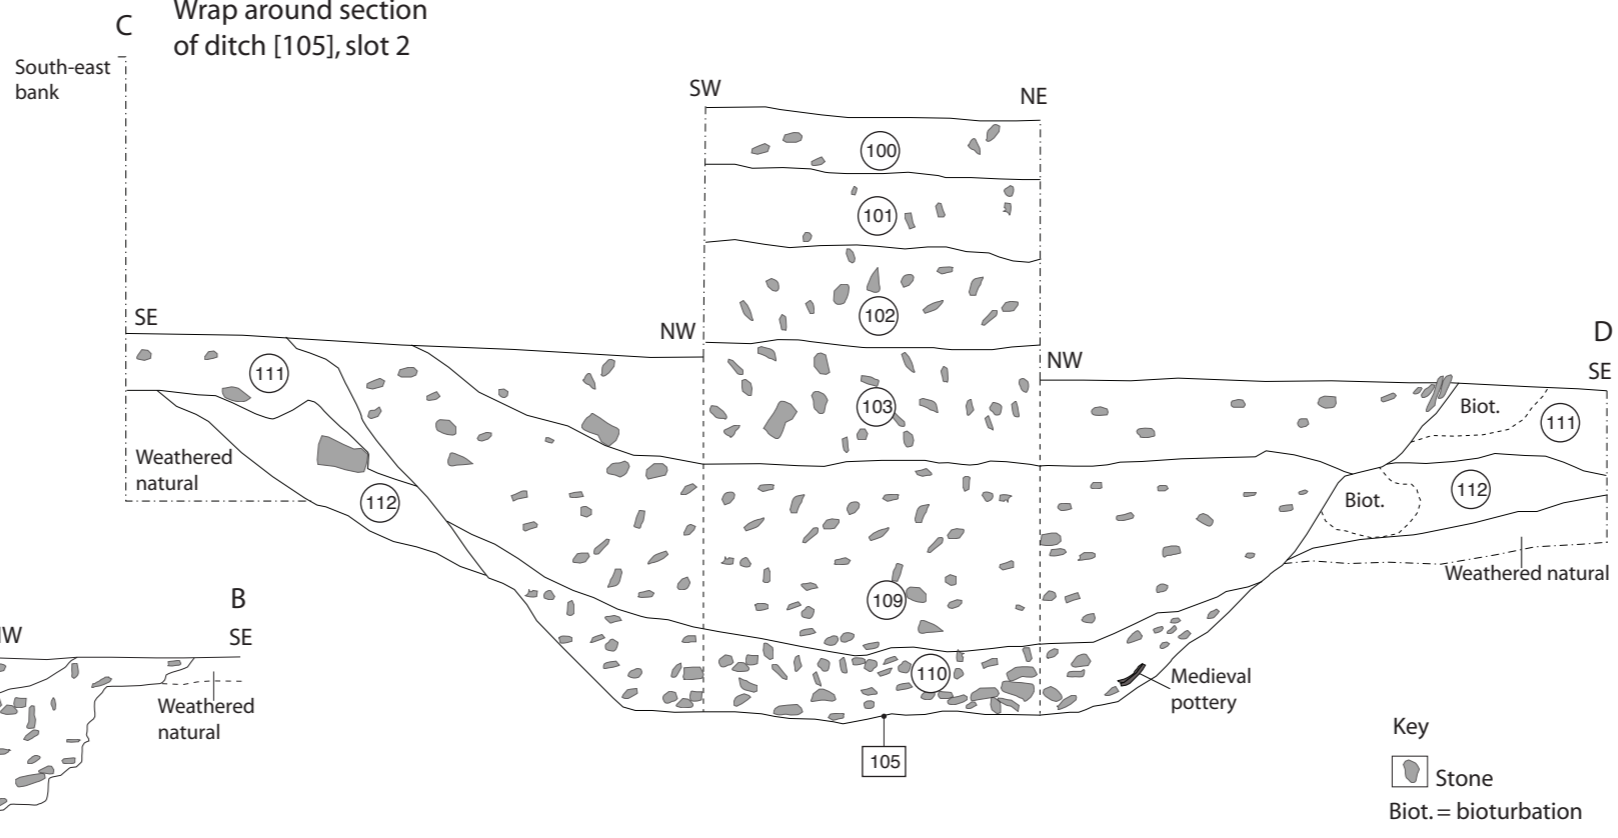 Wrap around section
of ditch [105], slot 2
C
South-east
bank
SW
NE
100
101
102
SE
NW
NW
D
SE
111
103
Biot.
111
Weathered
natural
112
Biot.
112
109
Weathered natural
B
SE
Weathered
natural
110
Medieval
pottery
105
Key
Stone
Biot. = bioturbation